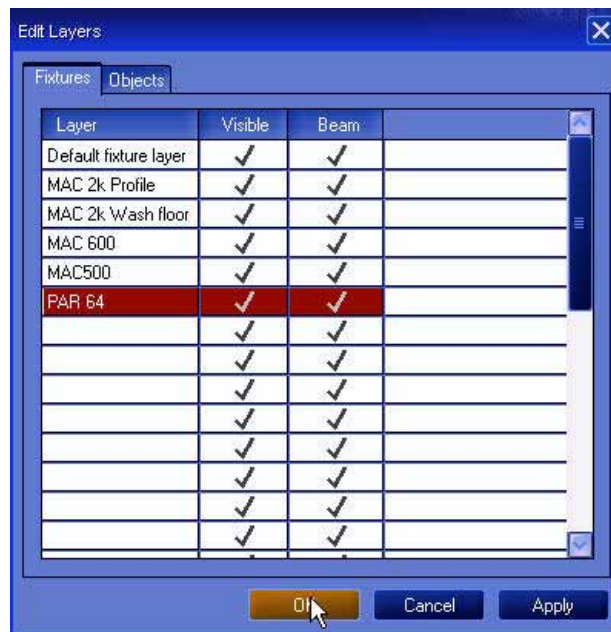 Edit Layers
Fixtures Objects
Layer Visible Beam
Default fixture layer
MAC 2k Profile
MAC 2k Wash floor
MAC 600
MAC500
PAR 64
Cancel Apply